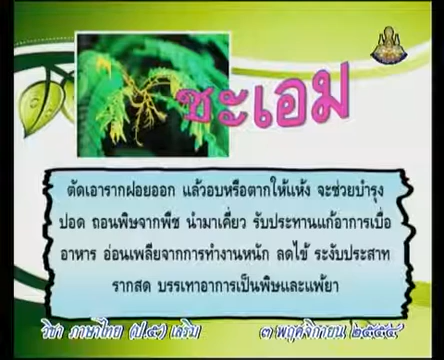 ชะเอม
ตัดเอารากฝอยออก แล้วอบหรือตากให้แห้ง จะช่วยบำรุง
ปอด ถอนพิษจากพืช นำมาเคี่ยว รับประทานแก้อาการเบื่อ
อาหาร อ่อนเพลียจากการทำงานหนัก ลดไข้ ระงับประสาท
รากสด บรรเทาอาการเป็นพิษและแพ้ยา
วิชา ภาษาไทย (ป.๕) เสริม ๓ พฤศจิกายน ๒๕๕๔